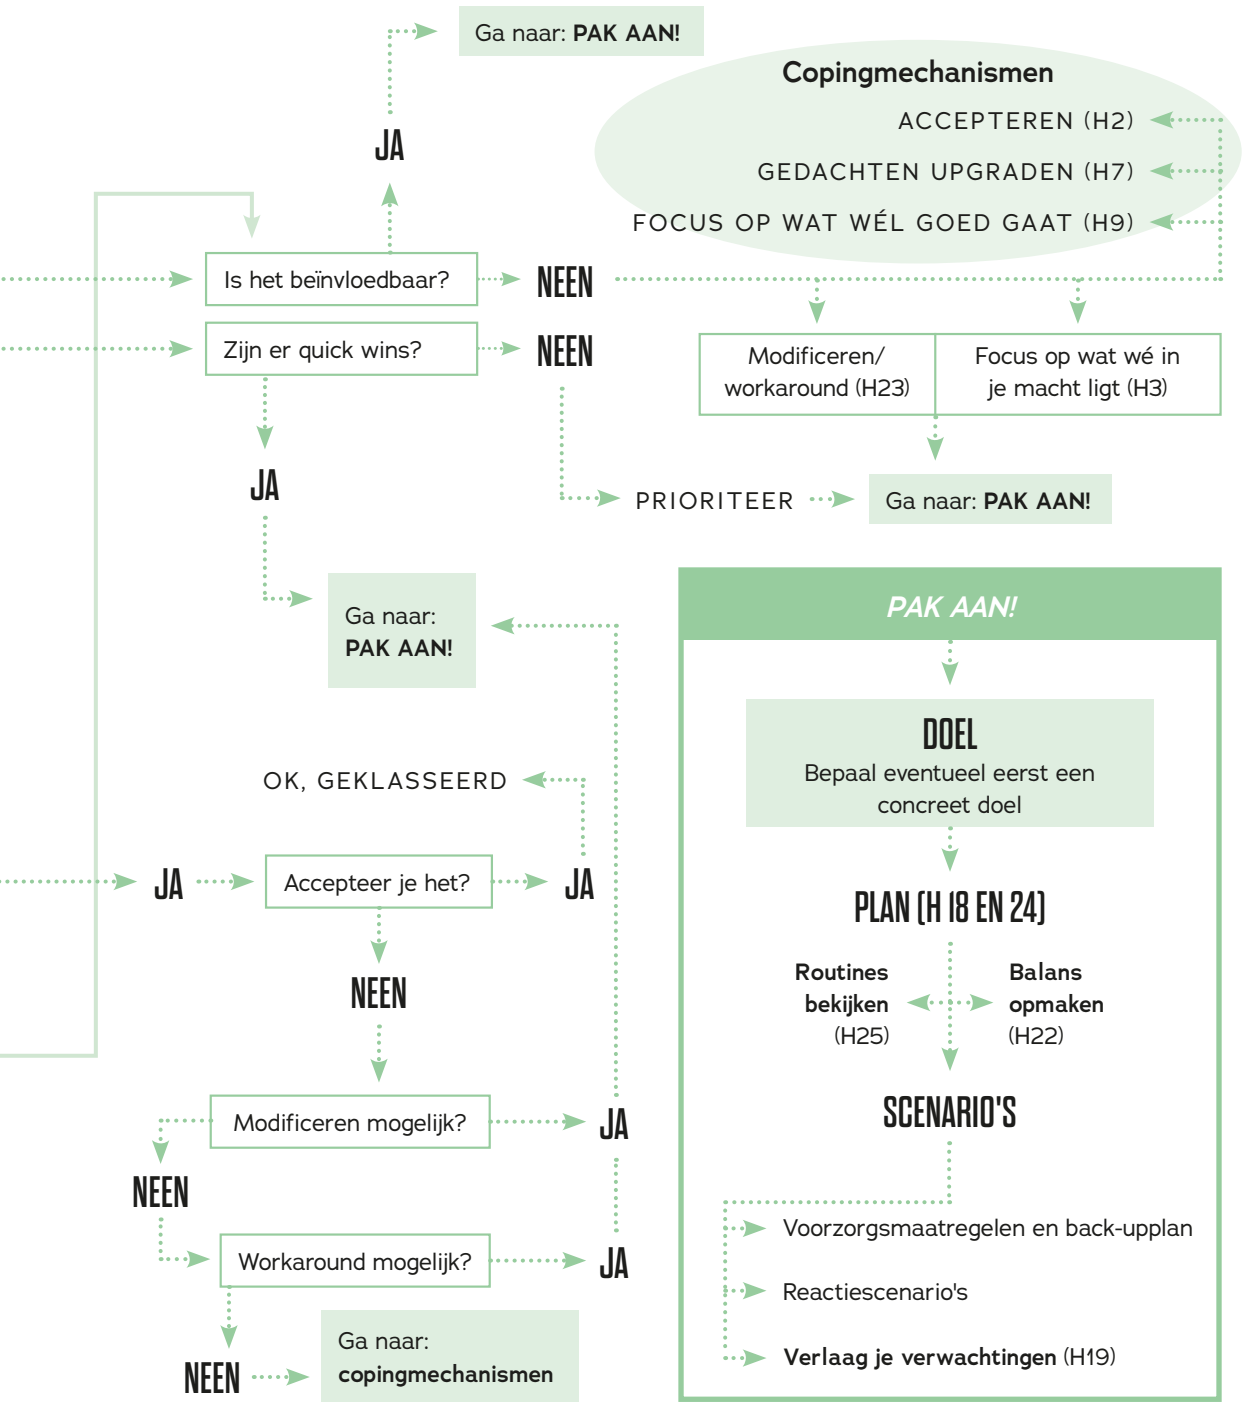 Ga naar: PAK AAN!
Copingmechanismen
ACCEPTEREN (H2)
GEDACHTEN UPGRADEN (H7)
FOCUS OP WAT WÉL GOED GAAT (H9)
JA
Is het beïnvloedbaar?
NEEN
Zijn er quick wins?
NEEN
Modificeren/
workaround (H23)
Focus op wat wé in
je macht ligt (H3)
JA
PRIORITEER
Ga naar: PAK AAN!
Ga naar:
PAK AAN!
OK, GEKLASSEERD
JA
Accepteer je het?
JA
NEEN
Modificeren mogelijk?
JA
NEEN
Workaround mogelijk?
JA
NEEN
Ga naar:
copingmechanismen
PAK AAN!
DOEL
Bepaal eventueel eerst een
concreet doel
PLAN (H 18 EN 24)
Routines
bekijken
(H25)
Balans
opmaken
(H22)
SCENARIO'S
Voorzorgsmaatregelen en back-upplan
Reactiescenario's
Verlaag je verwachtingen (H19)